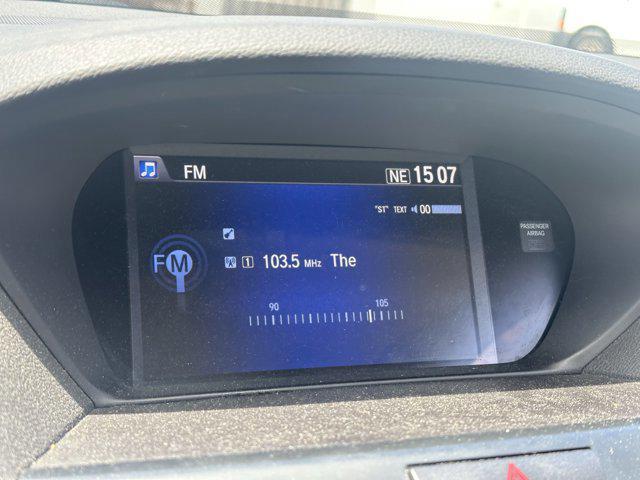 FM NE 15 07
"ST" TEXT 00
PASSENGER
AIRBAG
FM
1 103.5 MHz The
90 105